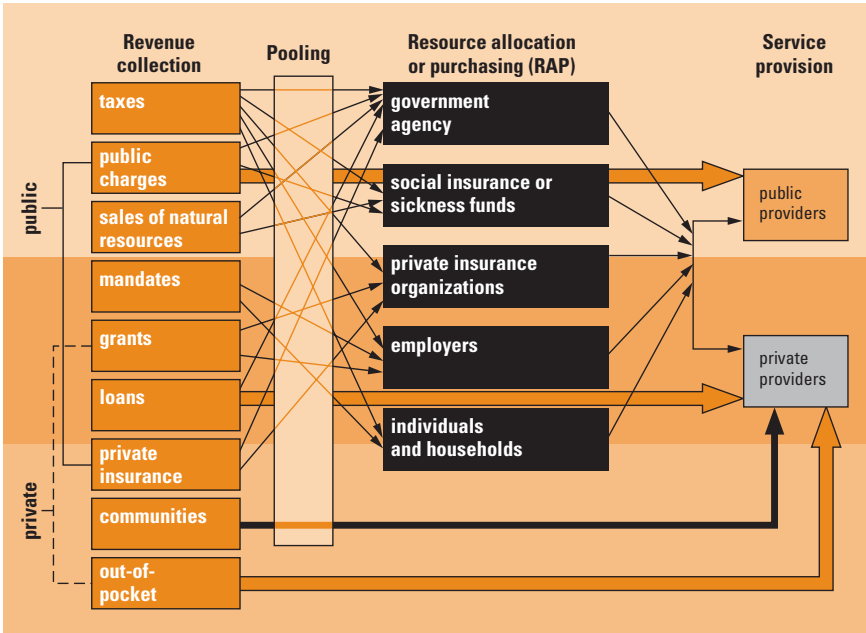 Revenue
collection
Pooling
Resource allocation
or purchasing (RAP)
Service
provision
public
private
taxes
public
charges
sales of natural
resources
mandates
grants
loans
private
insurance
communities
out-of-
pocket
government
agency
social insurance or
sickness funds
private insurance
organizations
employers
individuals
and households
public
providers
private
providers